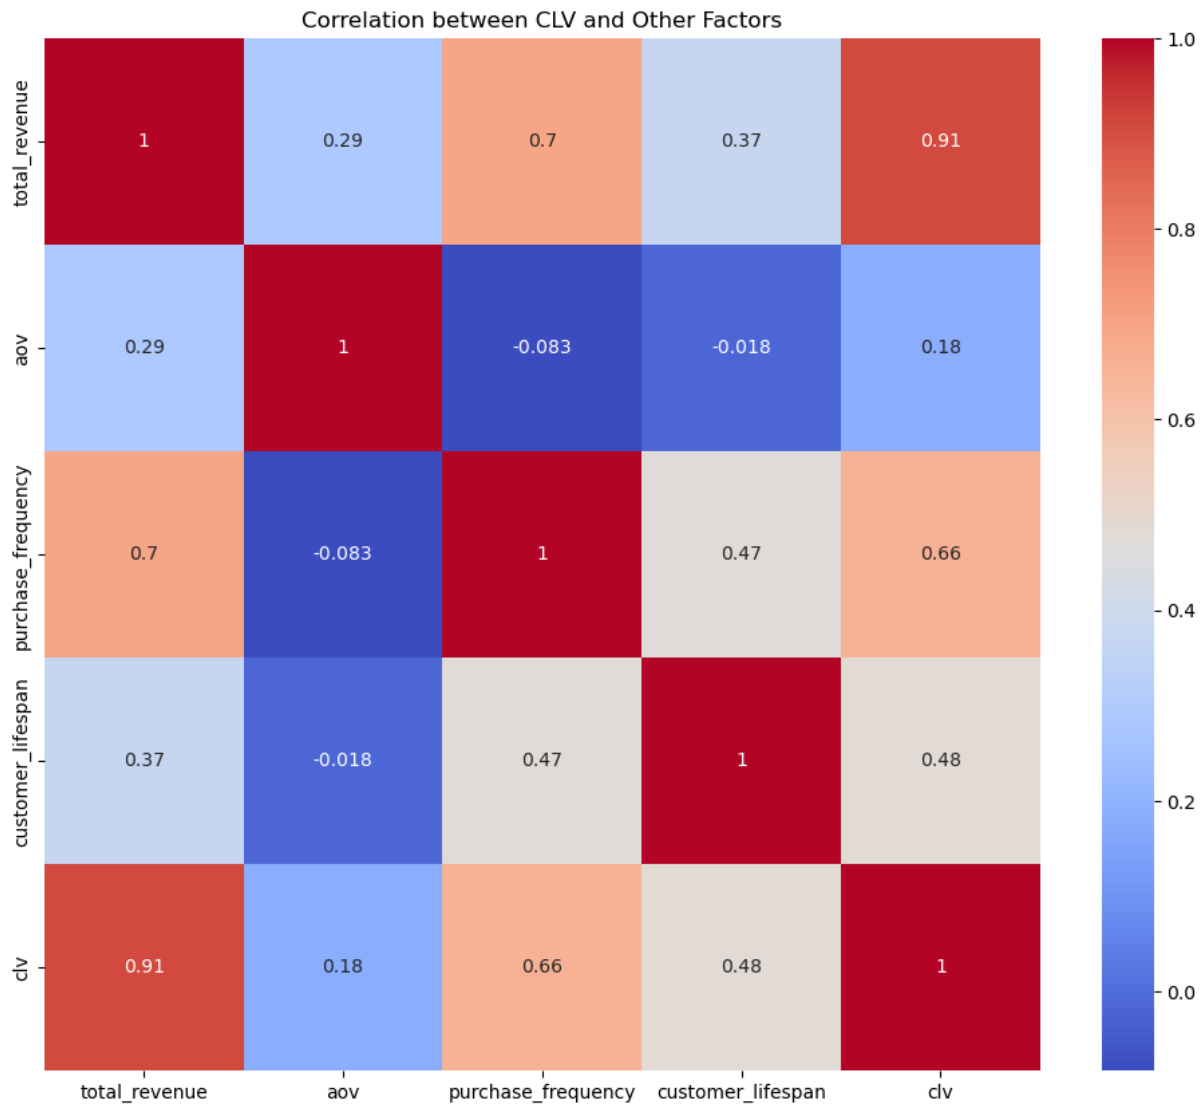 Correlation between CLV and Other Factors
total_revenue
1 0.29 0.7 0.37 0.91
aov
0.29 1 -0.083 -0.018 0.18
purchase_frequency
0.7 -0.083 1 0.47 0.66
customer_lifespan
0.37 -0.018 0.47 1 0.48
clv
0.91 0.18 0.66 0.48 1
total_revenue aov purchase_frequency customer_lifespan clv
1.0
0.8
0.6
0.4
0.2
0.0